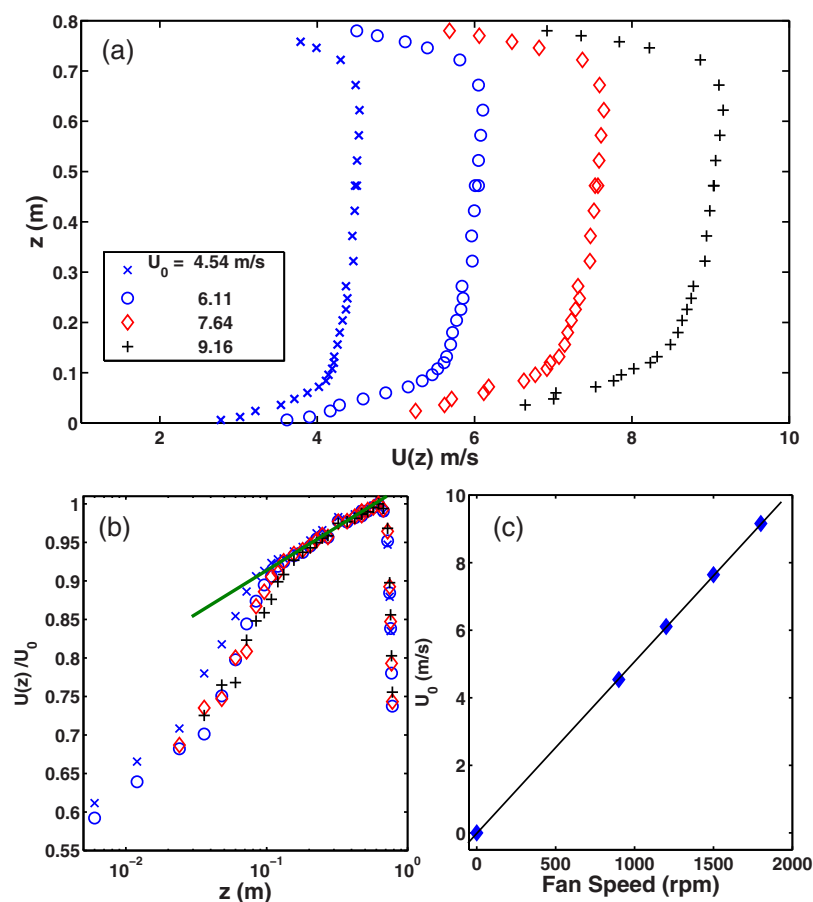 (a)
0.8
0.7
0.6
0.5
0.4
0.3
0.2
0.1
0
z (m)
U_0 = 4.54 m/s
6.11
7.64
9.16
2 4 6 8 10
U(z) m/s
(b)
1
0.95
0.9
0.85
0.8
0.75
0.7
0.65
0.6
0.55
U(z) /U_0
10^-2 10^-1 10^0
z (m)
(c)
10
8
6
4
2
0
U_0 (m/s)
0 500 1000 1500 2000
Fan Speed (rpm)